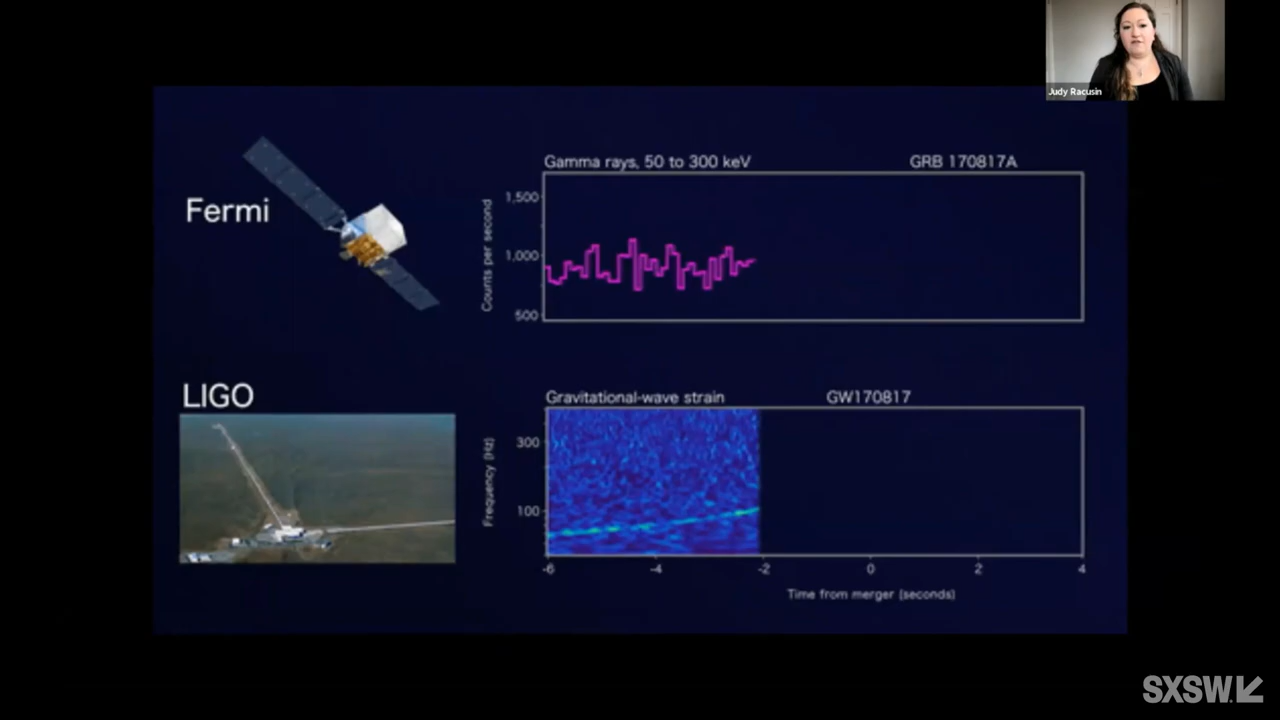 Judy Racusin
Fermi
Gamma rays, 50 to 300 keV
GRB 170817A
Counts per second
1,500
1,000
500
LIGO
Gravitational-wave strain
GW170817
Frequency (Hz)
300
100
-6 -4 -2 0 2 4
Time from merger (seconds)
SXSW